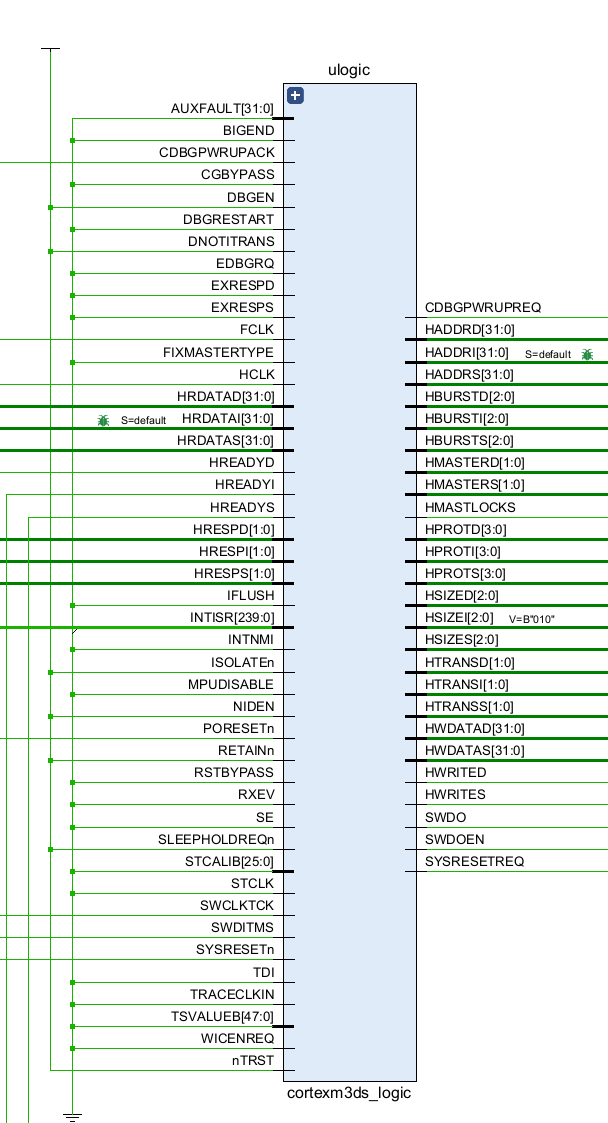 ulogic
AUXFAULT[31:0]
BIGEND
CDBGPWRUPACK
CGBYPASS
DBGEN
DBGRESTART
DNOTITRANS
EDBGRQ
EXRESPD
EXRESPS
FCLK
FIXMASTERTYPE
HCLK
HRDATAD[31:0]
S=default HRDATAI[31:0]
HRDATAS[31:0]
HREADYD
HREADYI
HREADYS
HRESPD[1:0]
HRESPI[1:0]
HRESPS[1:0]
IFLUSH
INTISR[239:0]
INTNMI
ISOLATEn
MPUDISABLE
NIDEN
PORESETn
RETAINn
RSTBYPASS
RXEV
SE
SLEEPHOLDREQn
STCALIB[25:0]
STCLK
SWCLKTCK
SWDITMS
SYSRESETn
TDI
TRACECLKIN
TSVALUEB[47:0]
WICENREQ
nTRST
CDBGPWRUPREQ
HADDRD[31:0]
HADDRI[31:0] S=default
HADDRS[31:0]
HBURSTD[2:0]
HBURSTI[2:0]
HBURSTS[2:0]
HMASTERD[1:0]
HMASTERS[1:0]
HMASTLOCKS
HPROTD[3:0]
HPROTI[3:0]
HPROTS[3:0]
HSIZED[2:0]
HSIZEI[2:0] V=B"010"
HSIZES[2:0]
HTRANSD[1:0]
HTRANSI[1:0]
HTRANSS[1:0]
HWDATAD[31:0]
HWDATAS[31:0]
HWRITED
HWRITES
SWDO
SWDOEN
SYSRESETREQ
cortexm3ds_logic